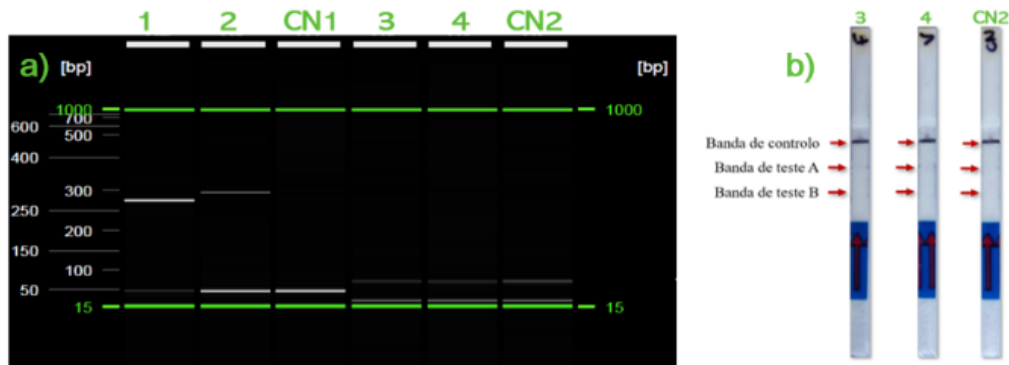 1 2 CN1 3 4 CN2
a) [bp] [bp]
1000 1000
700
600
500
400
300
250
200
150
100
50
15 15
b)
3 4 CN2
Banda de controlo
Banda de teste A
Banda de teste B